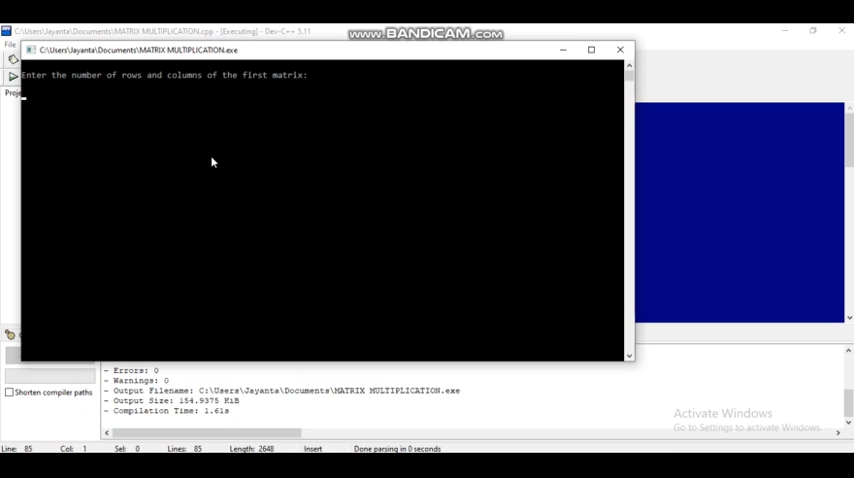 www.BANDICAM.com
C:\Users\Jayanta\Documents\MATRIX MULTIPLICATION.cpp - [Executing] - Dev-C++ 5.11
File
C:\Users\Jayanta\Documents\MATRIX MULTIPLICATION.exe
Enter the number of rows and columns of the first matrix:
Proje
Shorten compiler paths
- Errors: 0
- Warnings: 0
- Output Filename: C:\Users\Jayanta\Documents\MATRIX MULTIPLICATION.exe
- Output Size: 154.9375 KiB
- Compilation Time: 1.61s
Activate Windows
Go to Settings to activate Windows.
Line: 85 Col: 1 Sel: 0 Lines: 85 Length: 2648 Insert Done parsing in 0 seconds